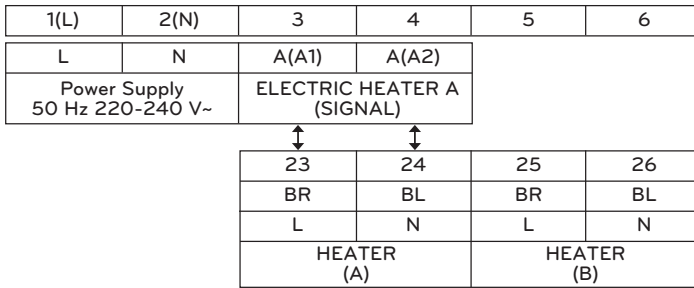 1(L) 2(N) 3 4 5 6
L N A(A1) A(A2)
Power Supply ELECTRIC HEATER A
50 Hz 220-240 V~ (SIGNAL)
23 24 25 26
BR BL BR BL
L N L N
HEATER HEATER
(A) (B)